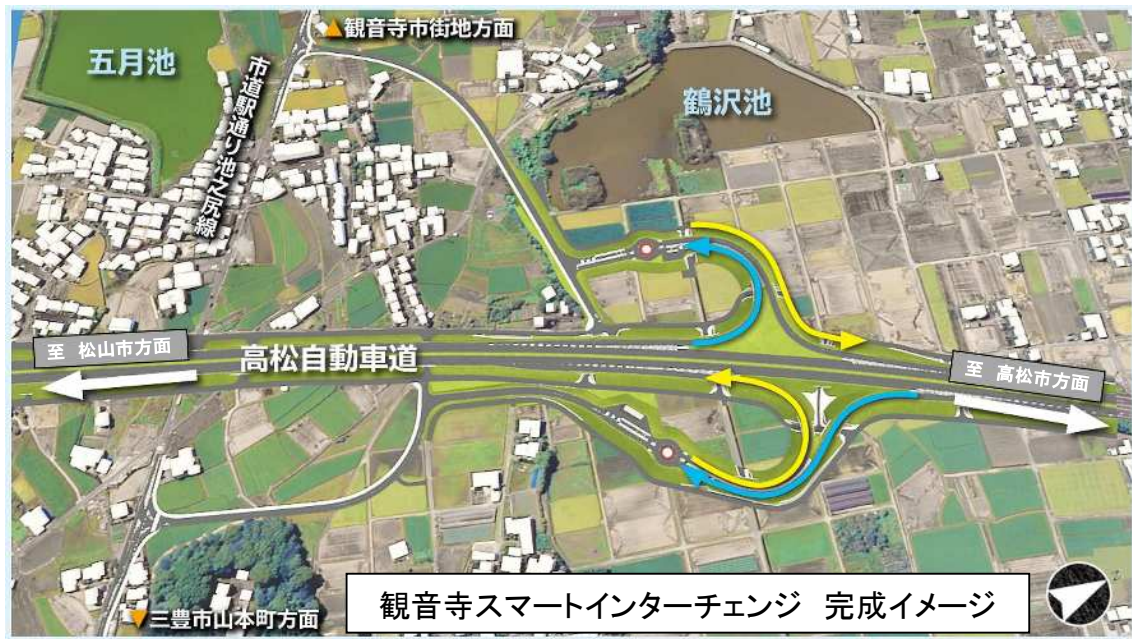 観音寺市街地方面
五月池
市道駅通り池之尻線
鶴沢池
至 松山市方面
高松自動車道
至 高松市方面
三豊市山本町方面
観音寺スマートインターチェンジ 完成イメージ